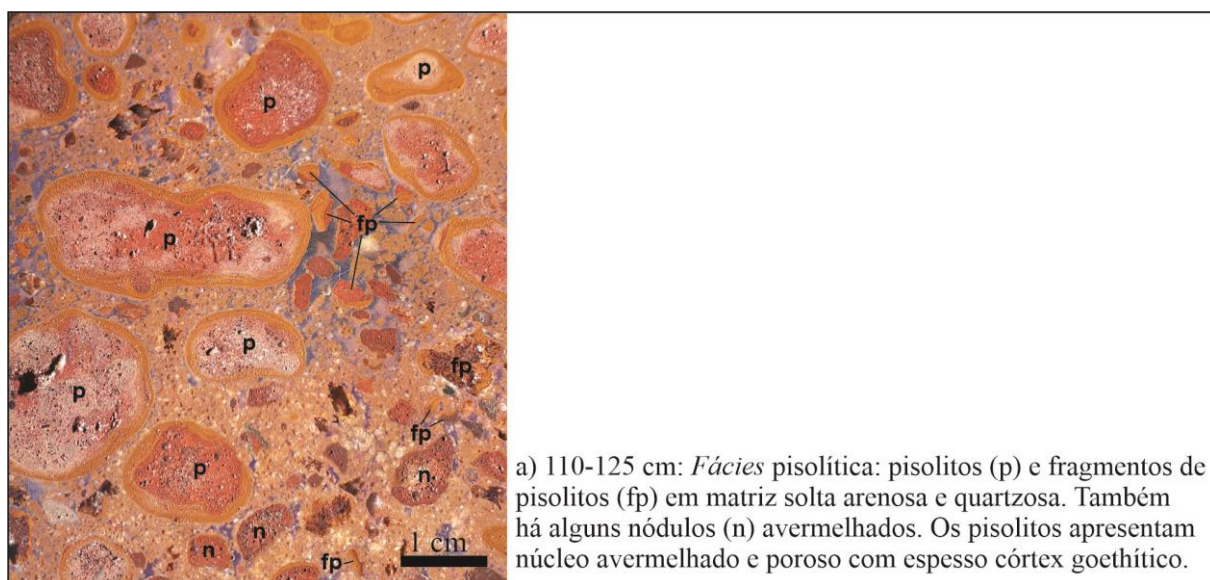 p
p
p
fp
p
p
p
fp
fp
p
n
n
n
fp
1 cm
a) 110-125 cm: Fácies pisolítica: pisolitos (p) e fragmentos de
pisolitos (fp) em matriz solta arenosa e quartzosa. Também
há alguns nódulos (n) avermelhados. Os pisolitos apresentam
núcleo avermelhado e poroso com espesso córtex goethítico.